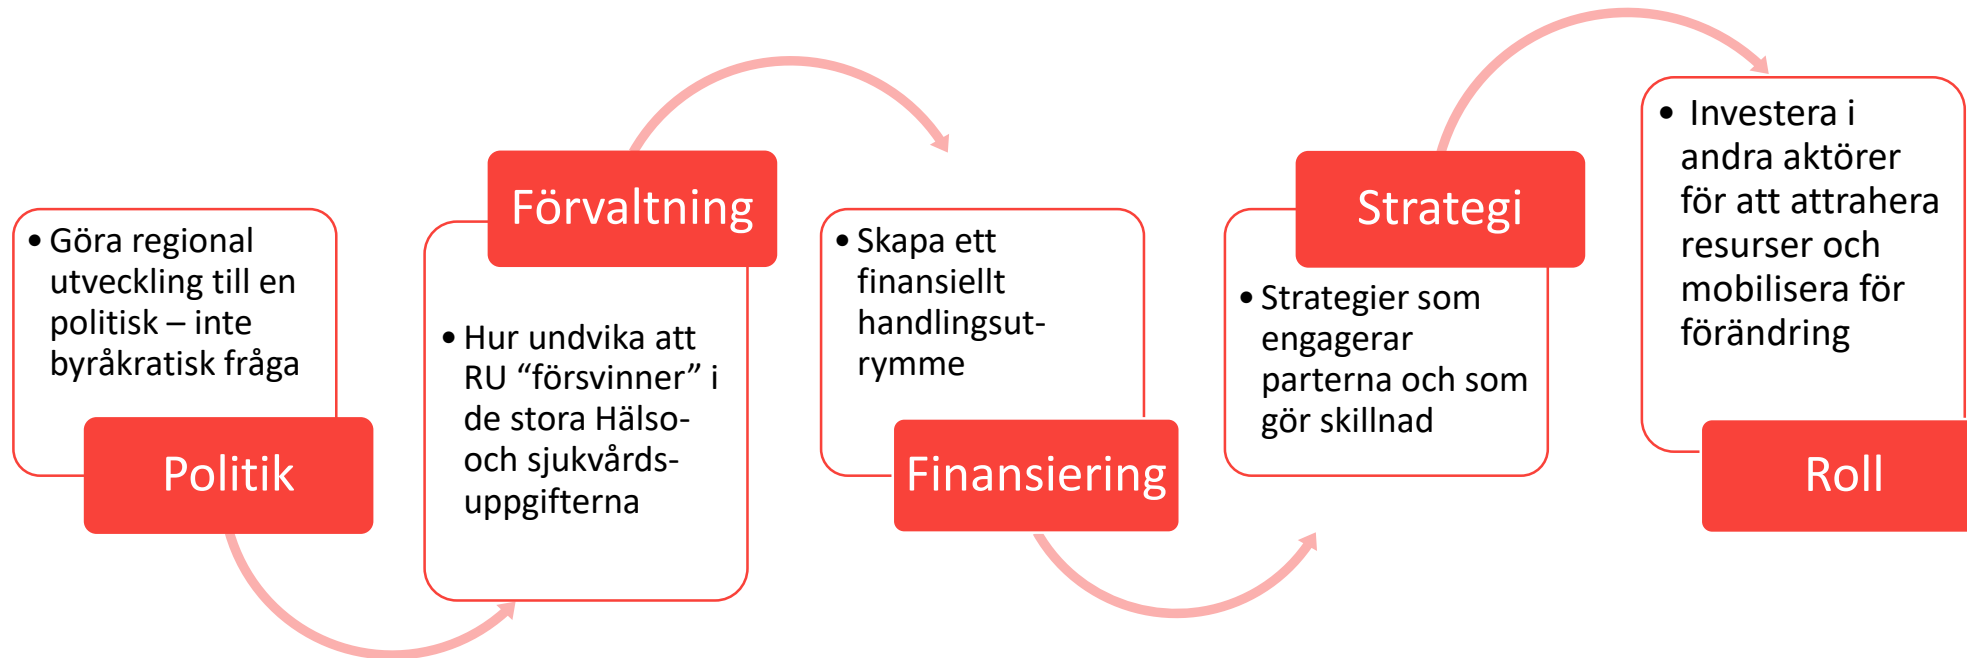 • Göra regional
utveckling till en
politisk – inte
byråkratisk fråga
Politik
Förvaltning
• Hur undvika att
RU “försvinner” i
de stora Hälso-
och sjukvårds-
uppgifterna
• Skapa ett
finansiellt
handlingsut-
rymme
Finansiering
Strategi
• Strategier som
engagerar
parterna och som
gör skillnad
• Investera i
andra aktörer
för att attrahera
resurser och
mobilisera för
förändring
Roll